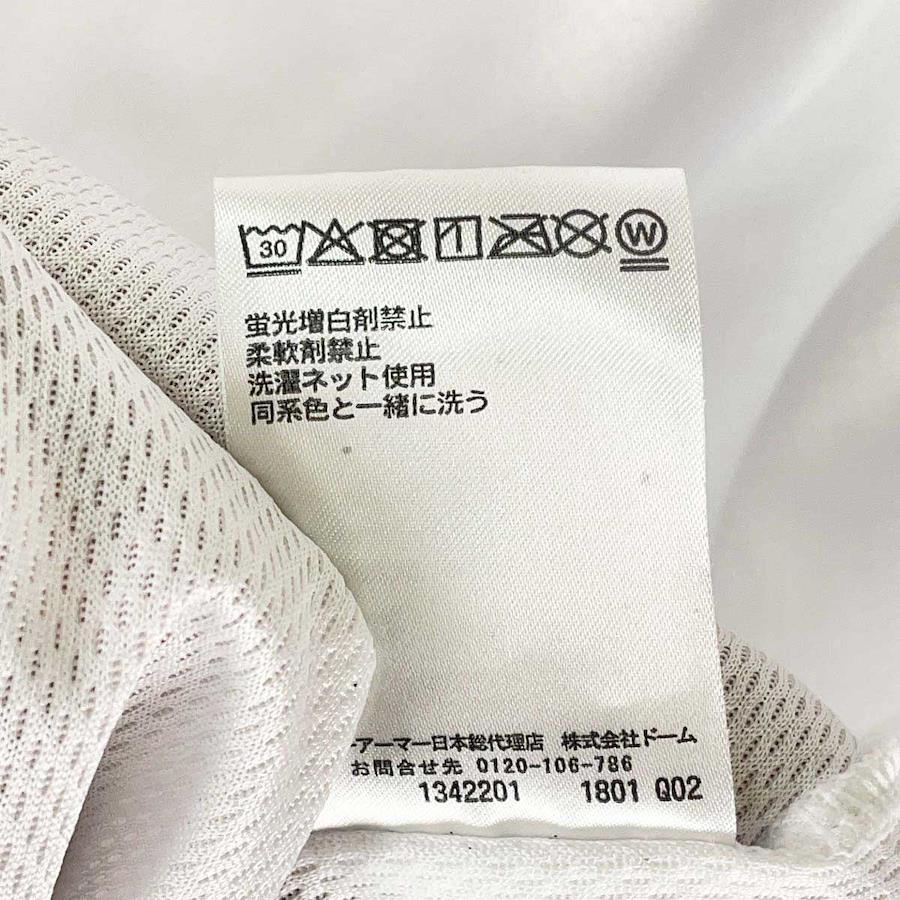 30
W
蛍光増白剤禁止
柔軟剤禁止
洗濯ネット使用
同系色と一緒に洗う
ーアーマー日本総代理店 株式会社ドーム
お問合せ先 0120-106-786
1342201 1801 Q02